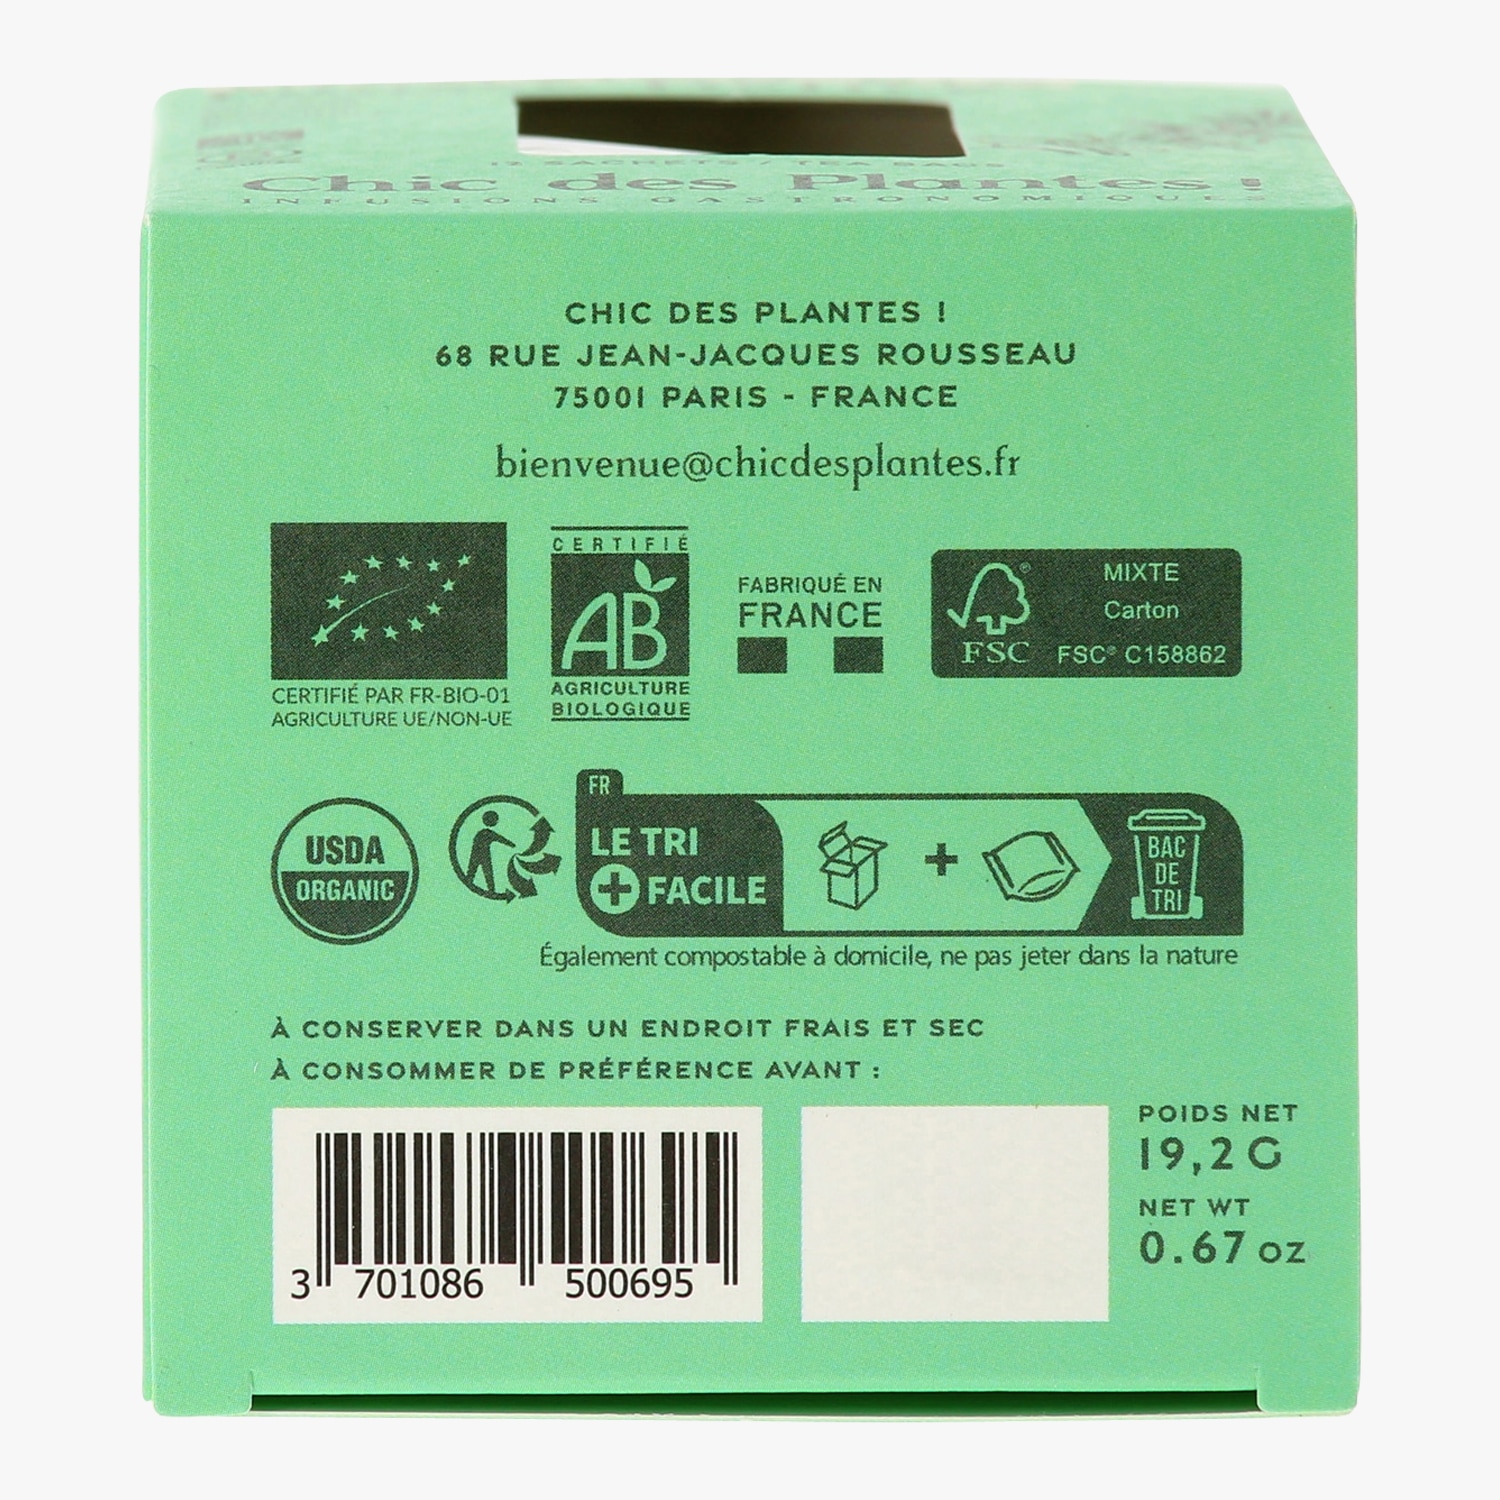 12 SACHETS / TEA BAGS
Chic des Plantes !
INFUSIONS GASTRONOMIQUES
CHIC DES PLANTES !
68 RUE JEAN-JACQUES ROUSSEAU
75001 PARIS - FRANCE
bienvenue@chicdesplantes.fr
CERTIFIÉ PAR FR-BIO-01
AGRICULTURE UE/NON-UE
CERTIFIÉ
AB
AGRICULTURE
BIOLOGIQUE
FABRIQUÉ EN
FRANCE
®
FSC
MIXTE
Carton
FSC® C158862
USDA
ORGANIC
FR
LE TRI
+ FACILE
+
BAC
DE
TRI
Également compostable à domicile, ne pas jeter dans la nature
À CONSERVER DANS UN ENDROIT FRAIS ET SEC
À CONSOMMER DE PRÉFÉRENCE AVANT :
3 701086 500695
POIDS NET
19,2 G
NET WT
0.67 oz